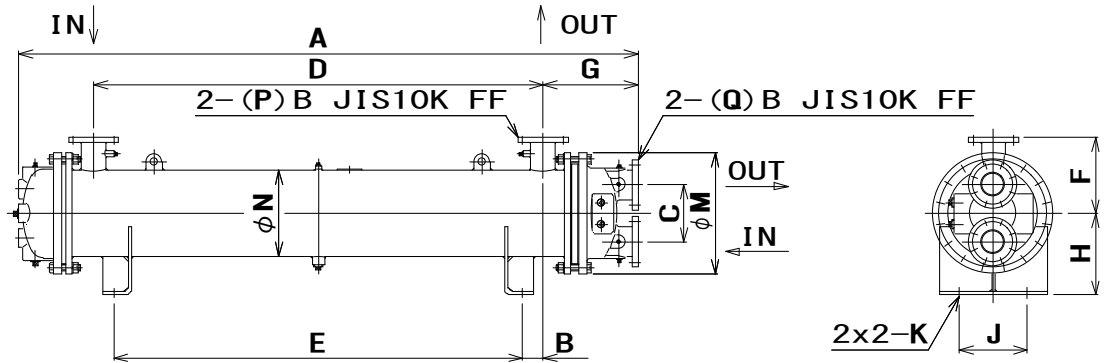 IN
OUT
A
D
G
2-(P)B JIS10K FF
2-(Q)B JIS10K FF
OUT
φN
C
φM
IN
F
H
E
B
2x2-K
J